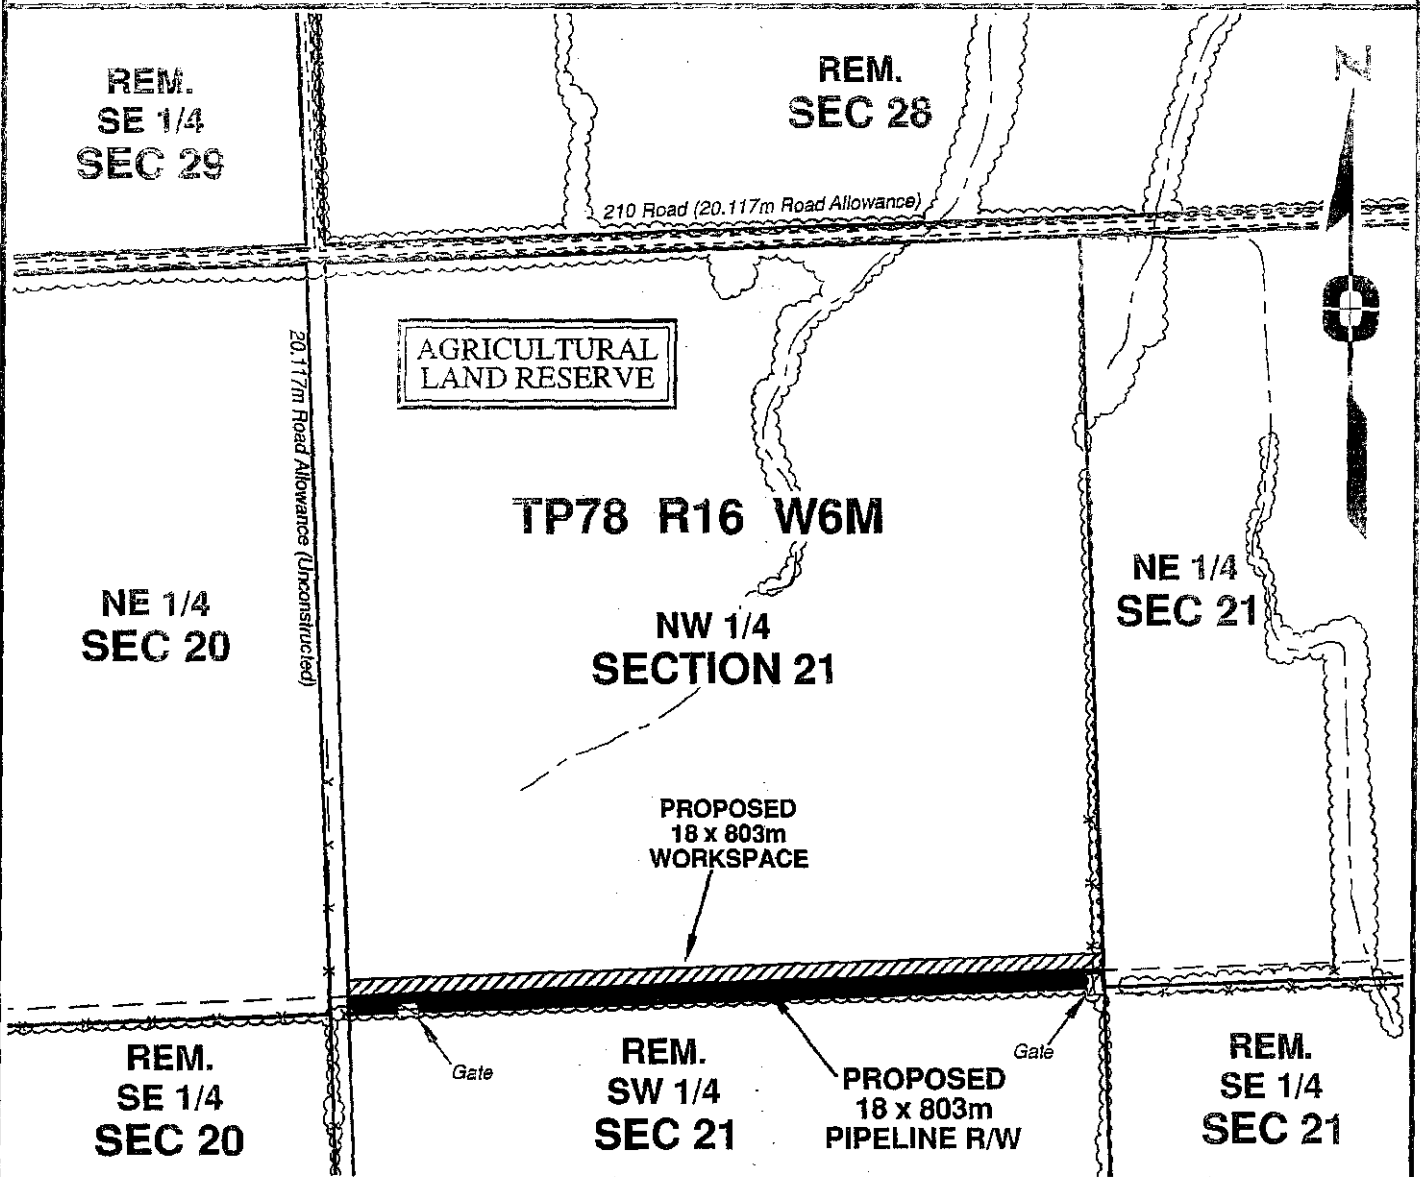 REM.
SE 1/4
SEC 29
REM.
SEC 28
N
210 Road (20.117m Road Allowance)
20.117m Road Allowance (Unconstructed)
AGRICULTURAL
LAND RESERVE
TP78 R16 W6M
NE 1/4
SEC 20
NW 1/4
SECTION 21
NE 1/4
SEC 21
PROPOSED
18 x 803m
WORKSPACE
Gate
Gate
REM.
SE 1/4
SEC 20
REM.
SW 1/4
SEC 21
PROPOSED
18 x 803m
PIPELINE R/W
REM.
SE 1/4
SEC 21